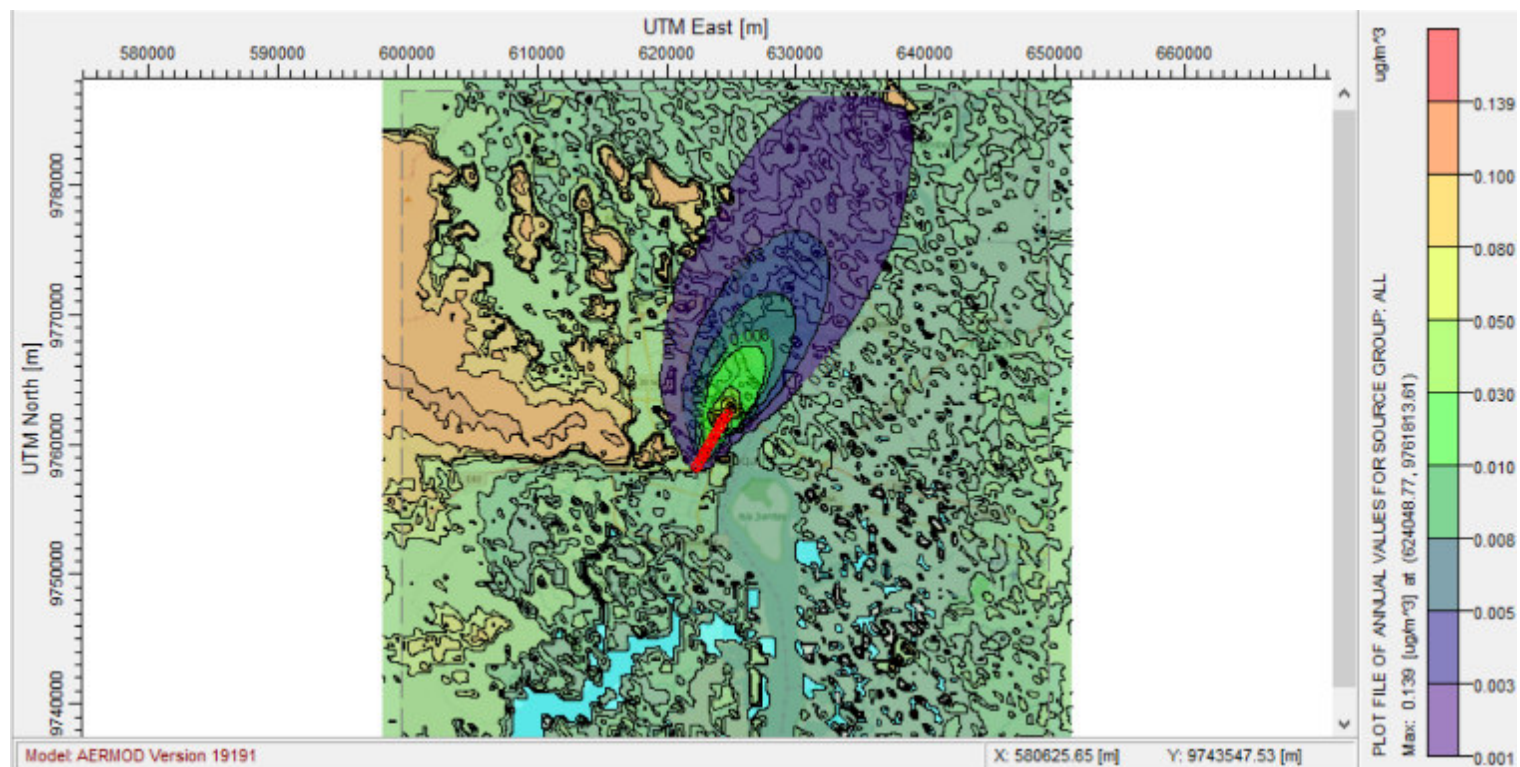 UTM East [m]
580000 590000 600000 610000 620000 630000 640000 650000 660000
UTM North [m]
9780000
9770000
9760000
9750000
9740000
0.008
ug/m^3
PLOT FILE OF ANNUAL VALUES FOR SOURCE GROUP: ALL
Max: 0.139 [ug/m^3] at (624048.77, 9761813.61)
0.139
0.100
0.080
0.050
0.030
0.010
0.008
0.005
0.003
0.001
Model: AERMOD Version 19191
X: 580625.65 [m] Y: 9743547.53 [m]